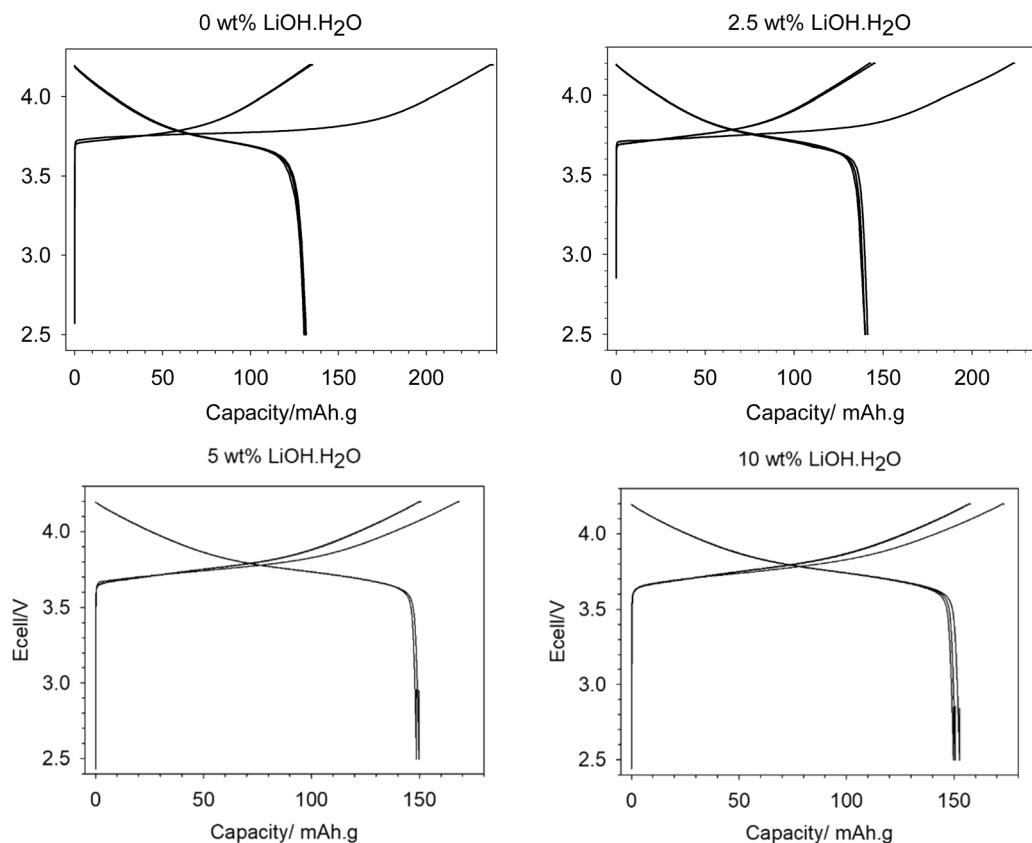 0 wt% LiOH.H2O
4.0
3.5
3.0
2.5
0 50 100 150 200
Capacity/mAh.g
2.5 wt% LiOH.H2O
4.0
3.5
3.0
2.5
0 50 100 150 200
Capacity/ mAh.g
5 wt% LiOH.H2O
Ecell/V
4.0
3.5
3.0
2.5
0 50 100 150
Capacity/ mAh.g
10 wt% LiOH.H2O
Ecell/V
4.0
3.5
3.0
2.5
0 50 100 150
Capacity/ mAh.g